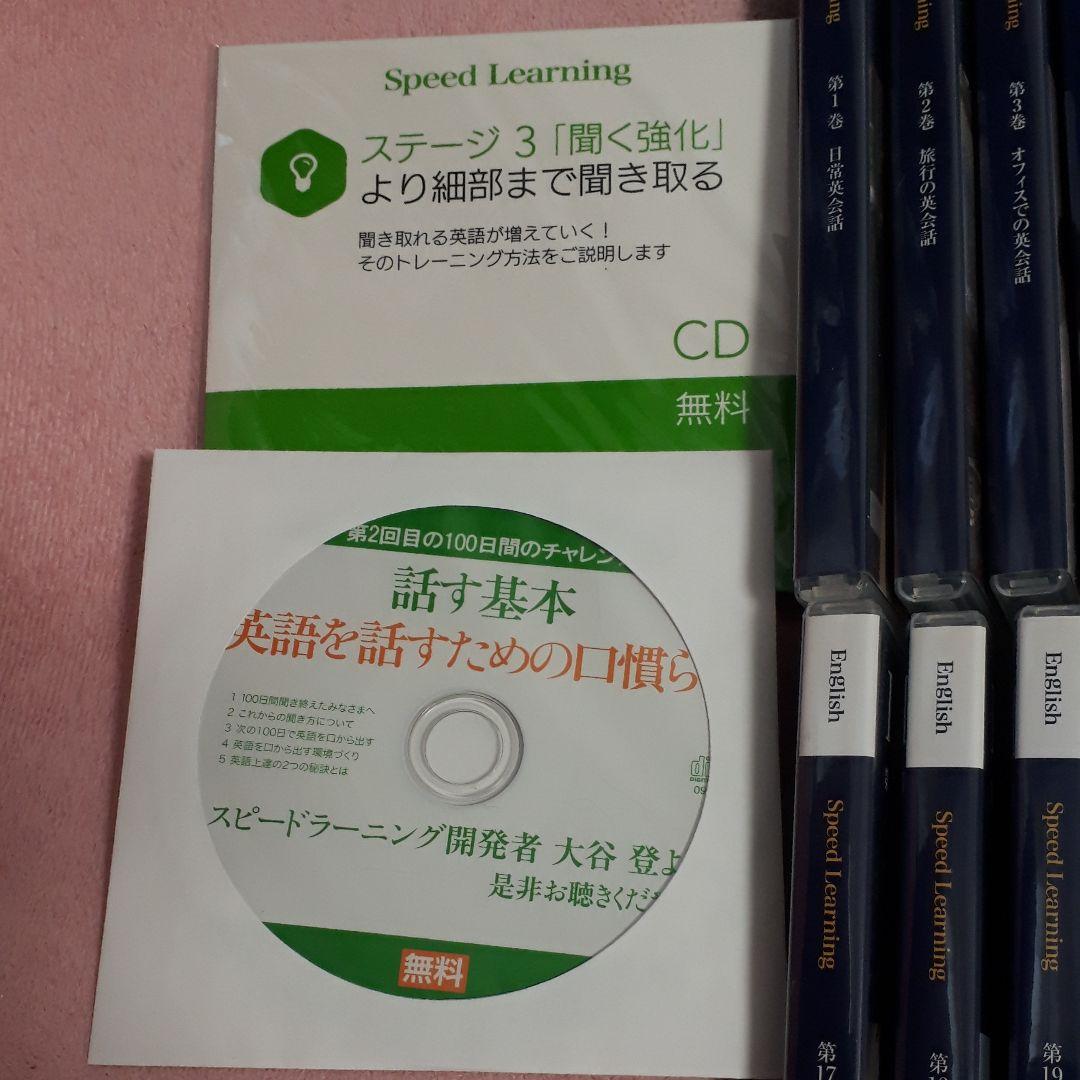 Speed Learning
ステージ 3「聞く強化」
より細部まで聞き取る
聞き取れる英語が増えていく！
そのトレーニング方法をご説明します
CD
無料
第2回目の100日間のチャレン
話す基本
英語を話すための口慣ら
1 100日間聞き終えたみなさまへ
2 これからの聞き方について
3 次の100日で英語を口から出す
4 英語を口から出す環境づくり
5 英語上達の2つの秘訣とは
09
スピードラーニング開発者 大谷 登よ
是非お聴きくだ
無料
第1巻 日常英会話
第2巻 旅行の英会話
第3巻 オフィスでの英会話
English
Speed Learning
第17
English
Speed Learning
第18
English
Speed Learning
第19